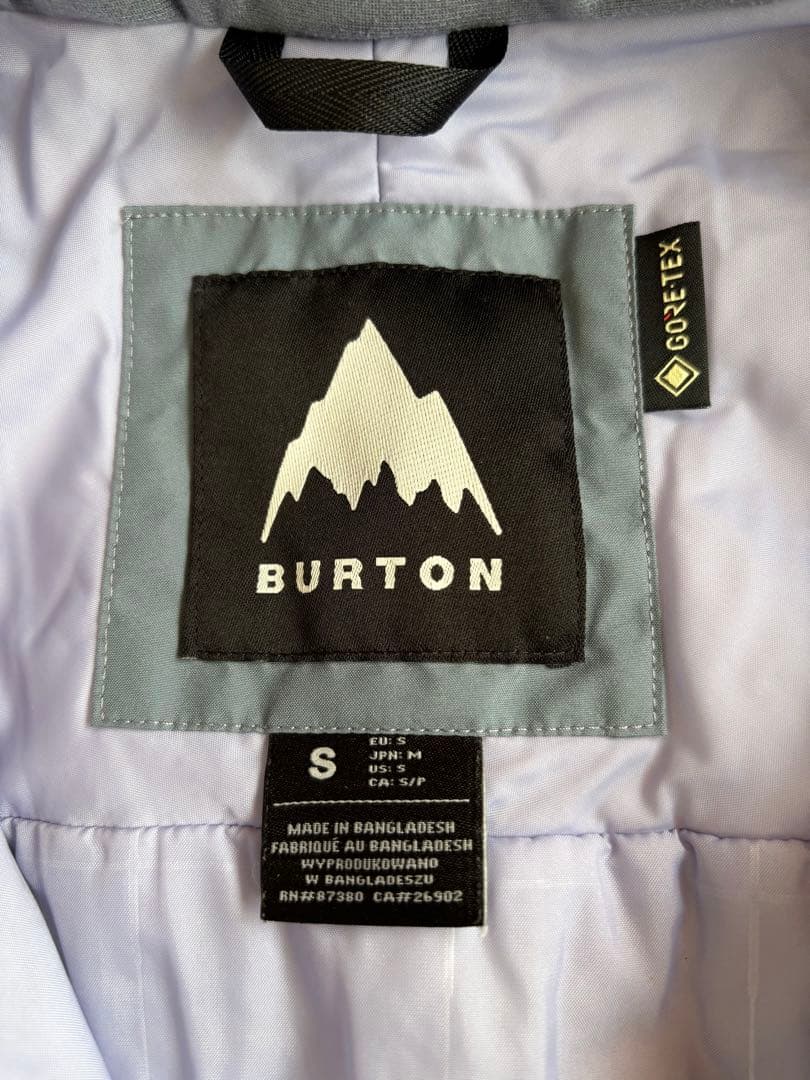 GORE-TEX
BURTON
S
EU: S
JPN: M
US: S
CA: S/P
MADE IN BANGLADESH
FABRIQUÉ AU BANGLADESH
WYPRODUKOWANO
W BANGLADESZU
RN##87380 CA##26902